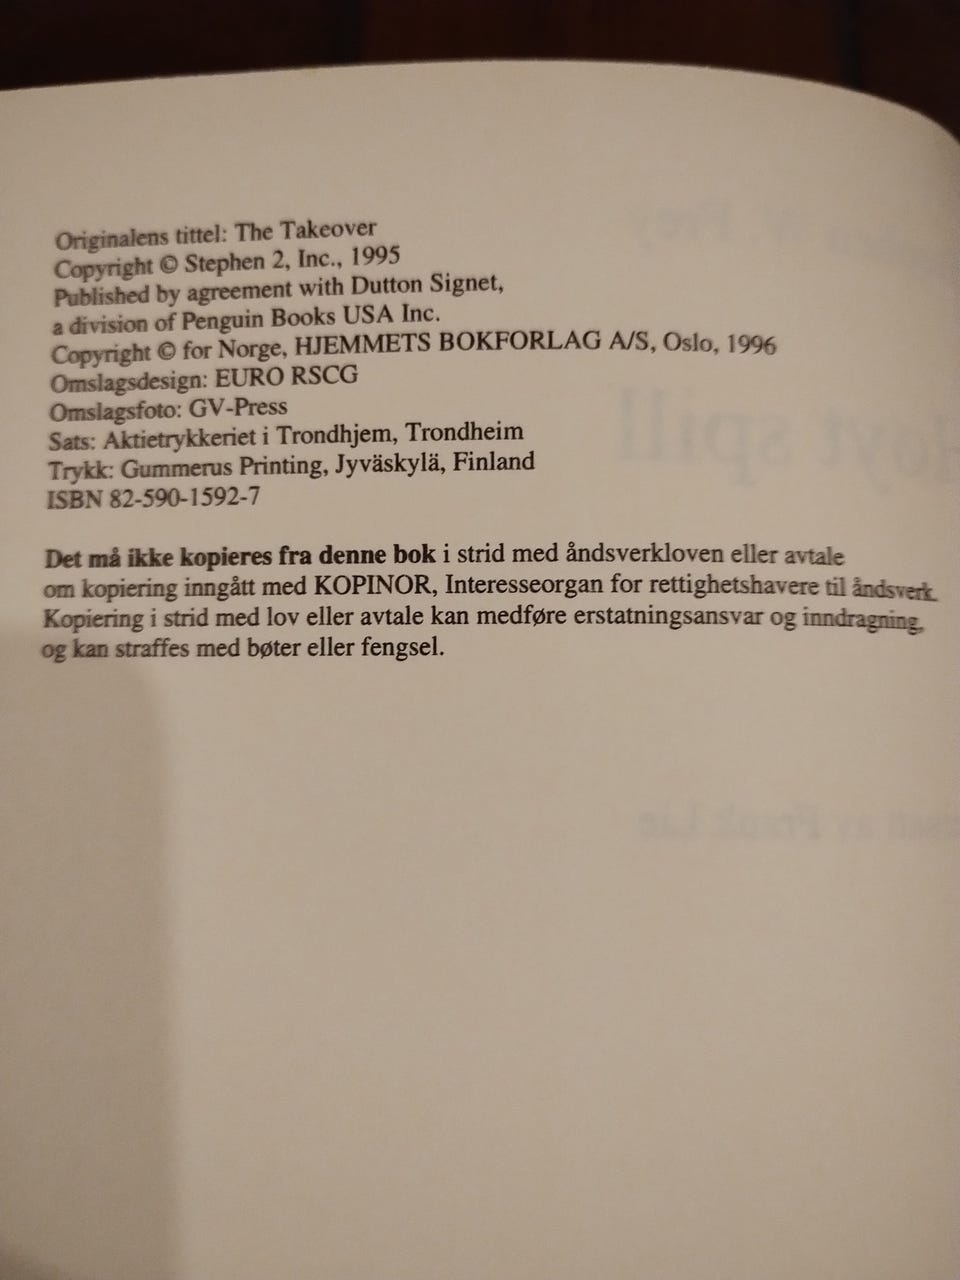 Originalens tittel: The Takeover
Copyright © Stephen 2, Inc., 1995
Published by agreement with Dutton Signet,
a division of Penguin Books USA Inc.
Copyright © for Norge, HJEMMETS BOKFORLAG A/S, Oslo, 1996
Omslagsdesign: EURO RSCG
Omslagsfoto: GV-Press
Sats: Aktietrykkeriet i Trondhjem, Trondheim
Trykk: Gummerus Printing, Jyväskylä, Finland
ISBN 82-590-1592-7
Det må ikke kopieres fra denne bok i strid med åndsverkloven eller avtale
om kopiering inngått med KOPINOR, Interesseorgan for rettighetshavere til åndsverk.
Kopiering i strid med lov eller avtale kan medføre erstatningsansvar og inndragning,
og kan straffes med bøter eller fengsel.